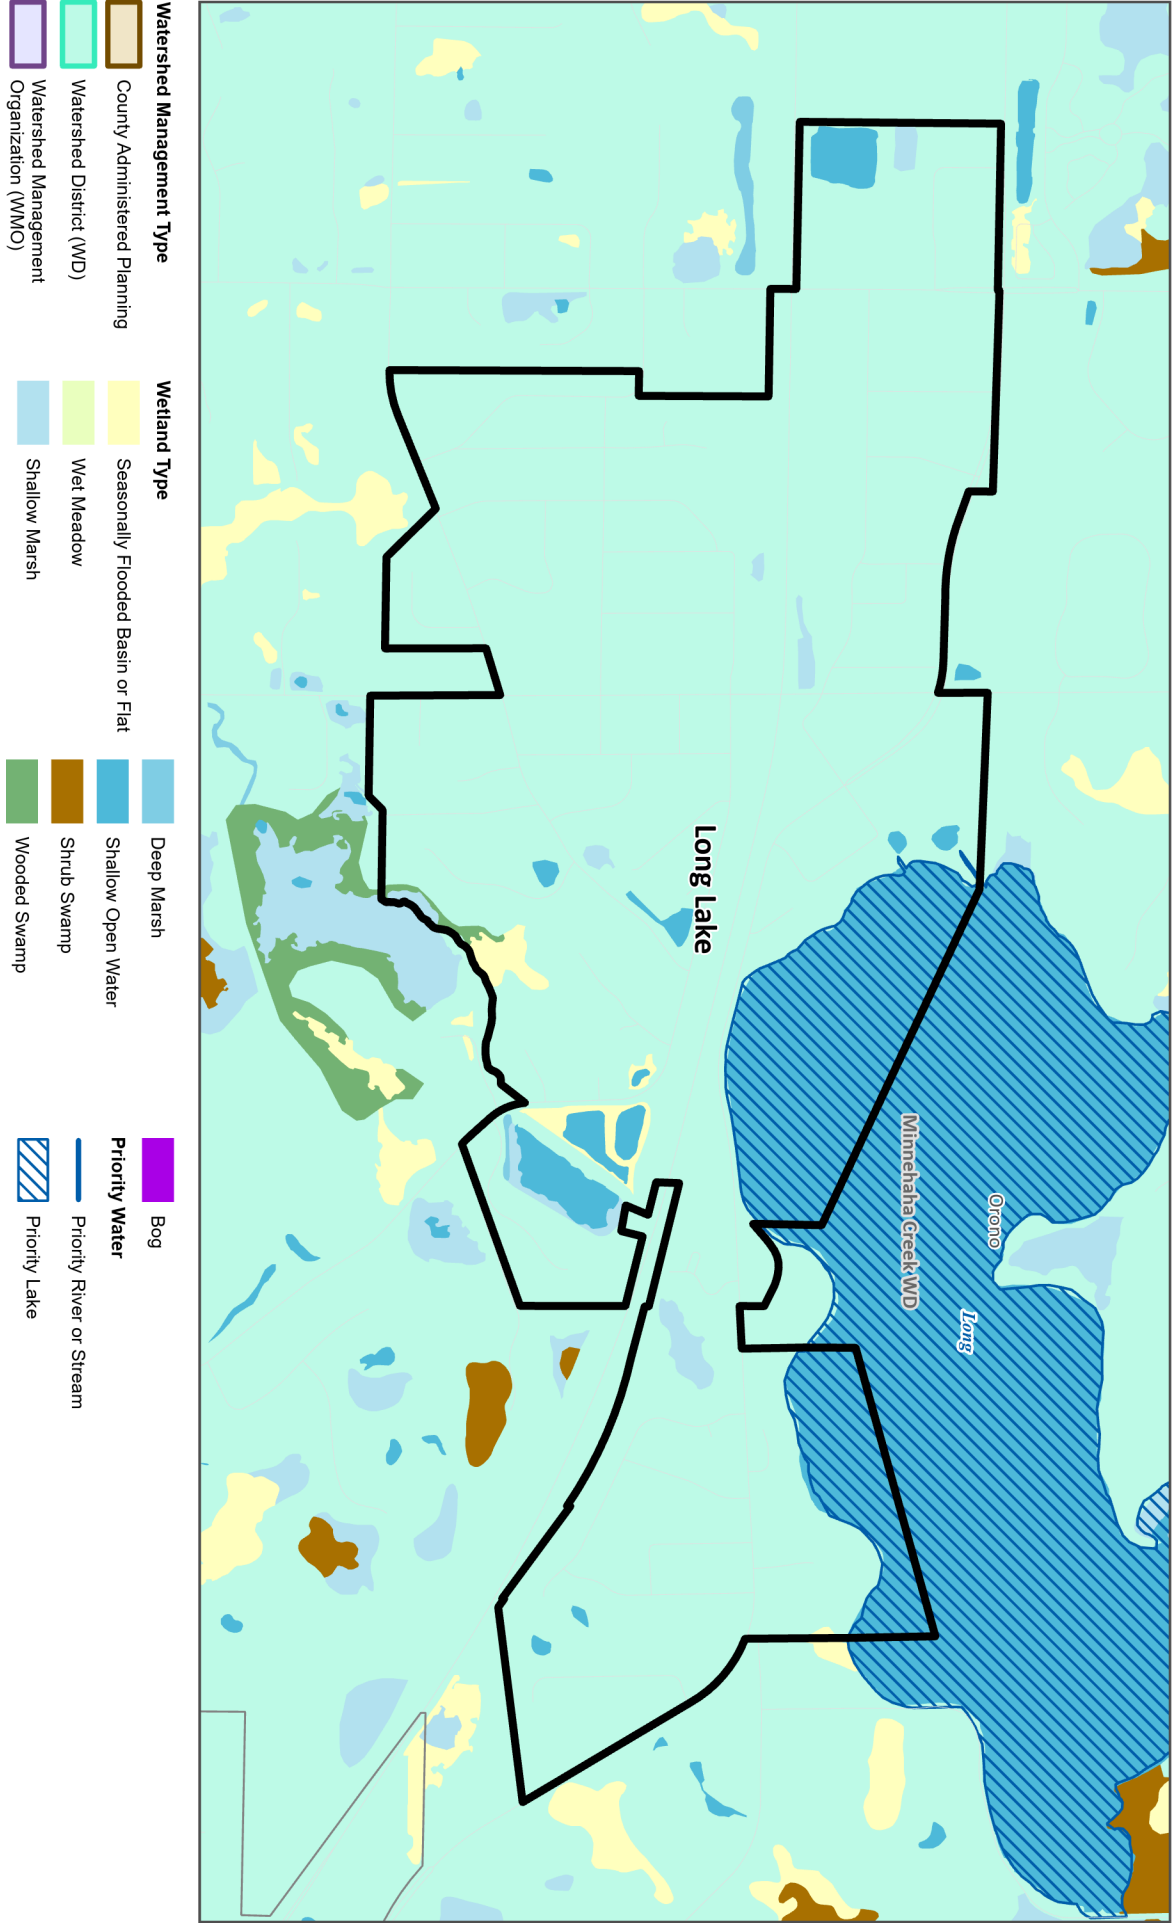 Long Lake
Minnehaha Creek WD
Orono
Long
Watershed Management Type
County Administered Planning
Watershed District (WD)
Watershed Management
Organization (WMO)
Wetland Type
Seasonally Flooded Basin or Flat
Wet Meadow
Shallow Marsh
Deep Marsh
Shallow Open Water
Shrub Swamp
Wooded Swamp
Bog
Priority Water
Priority River or Stream
Priority Lake